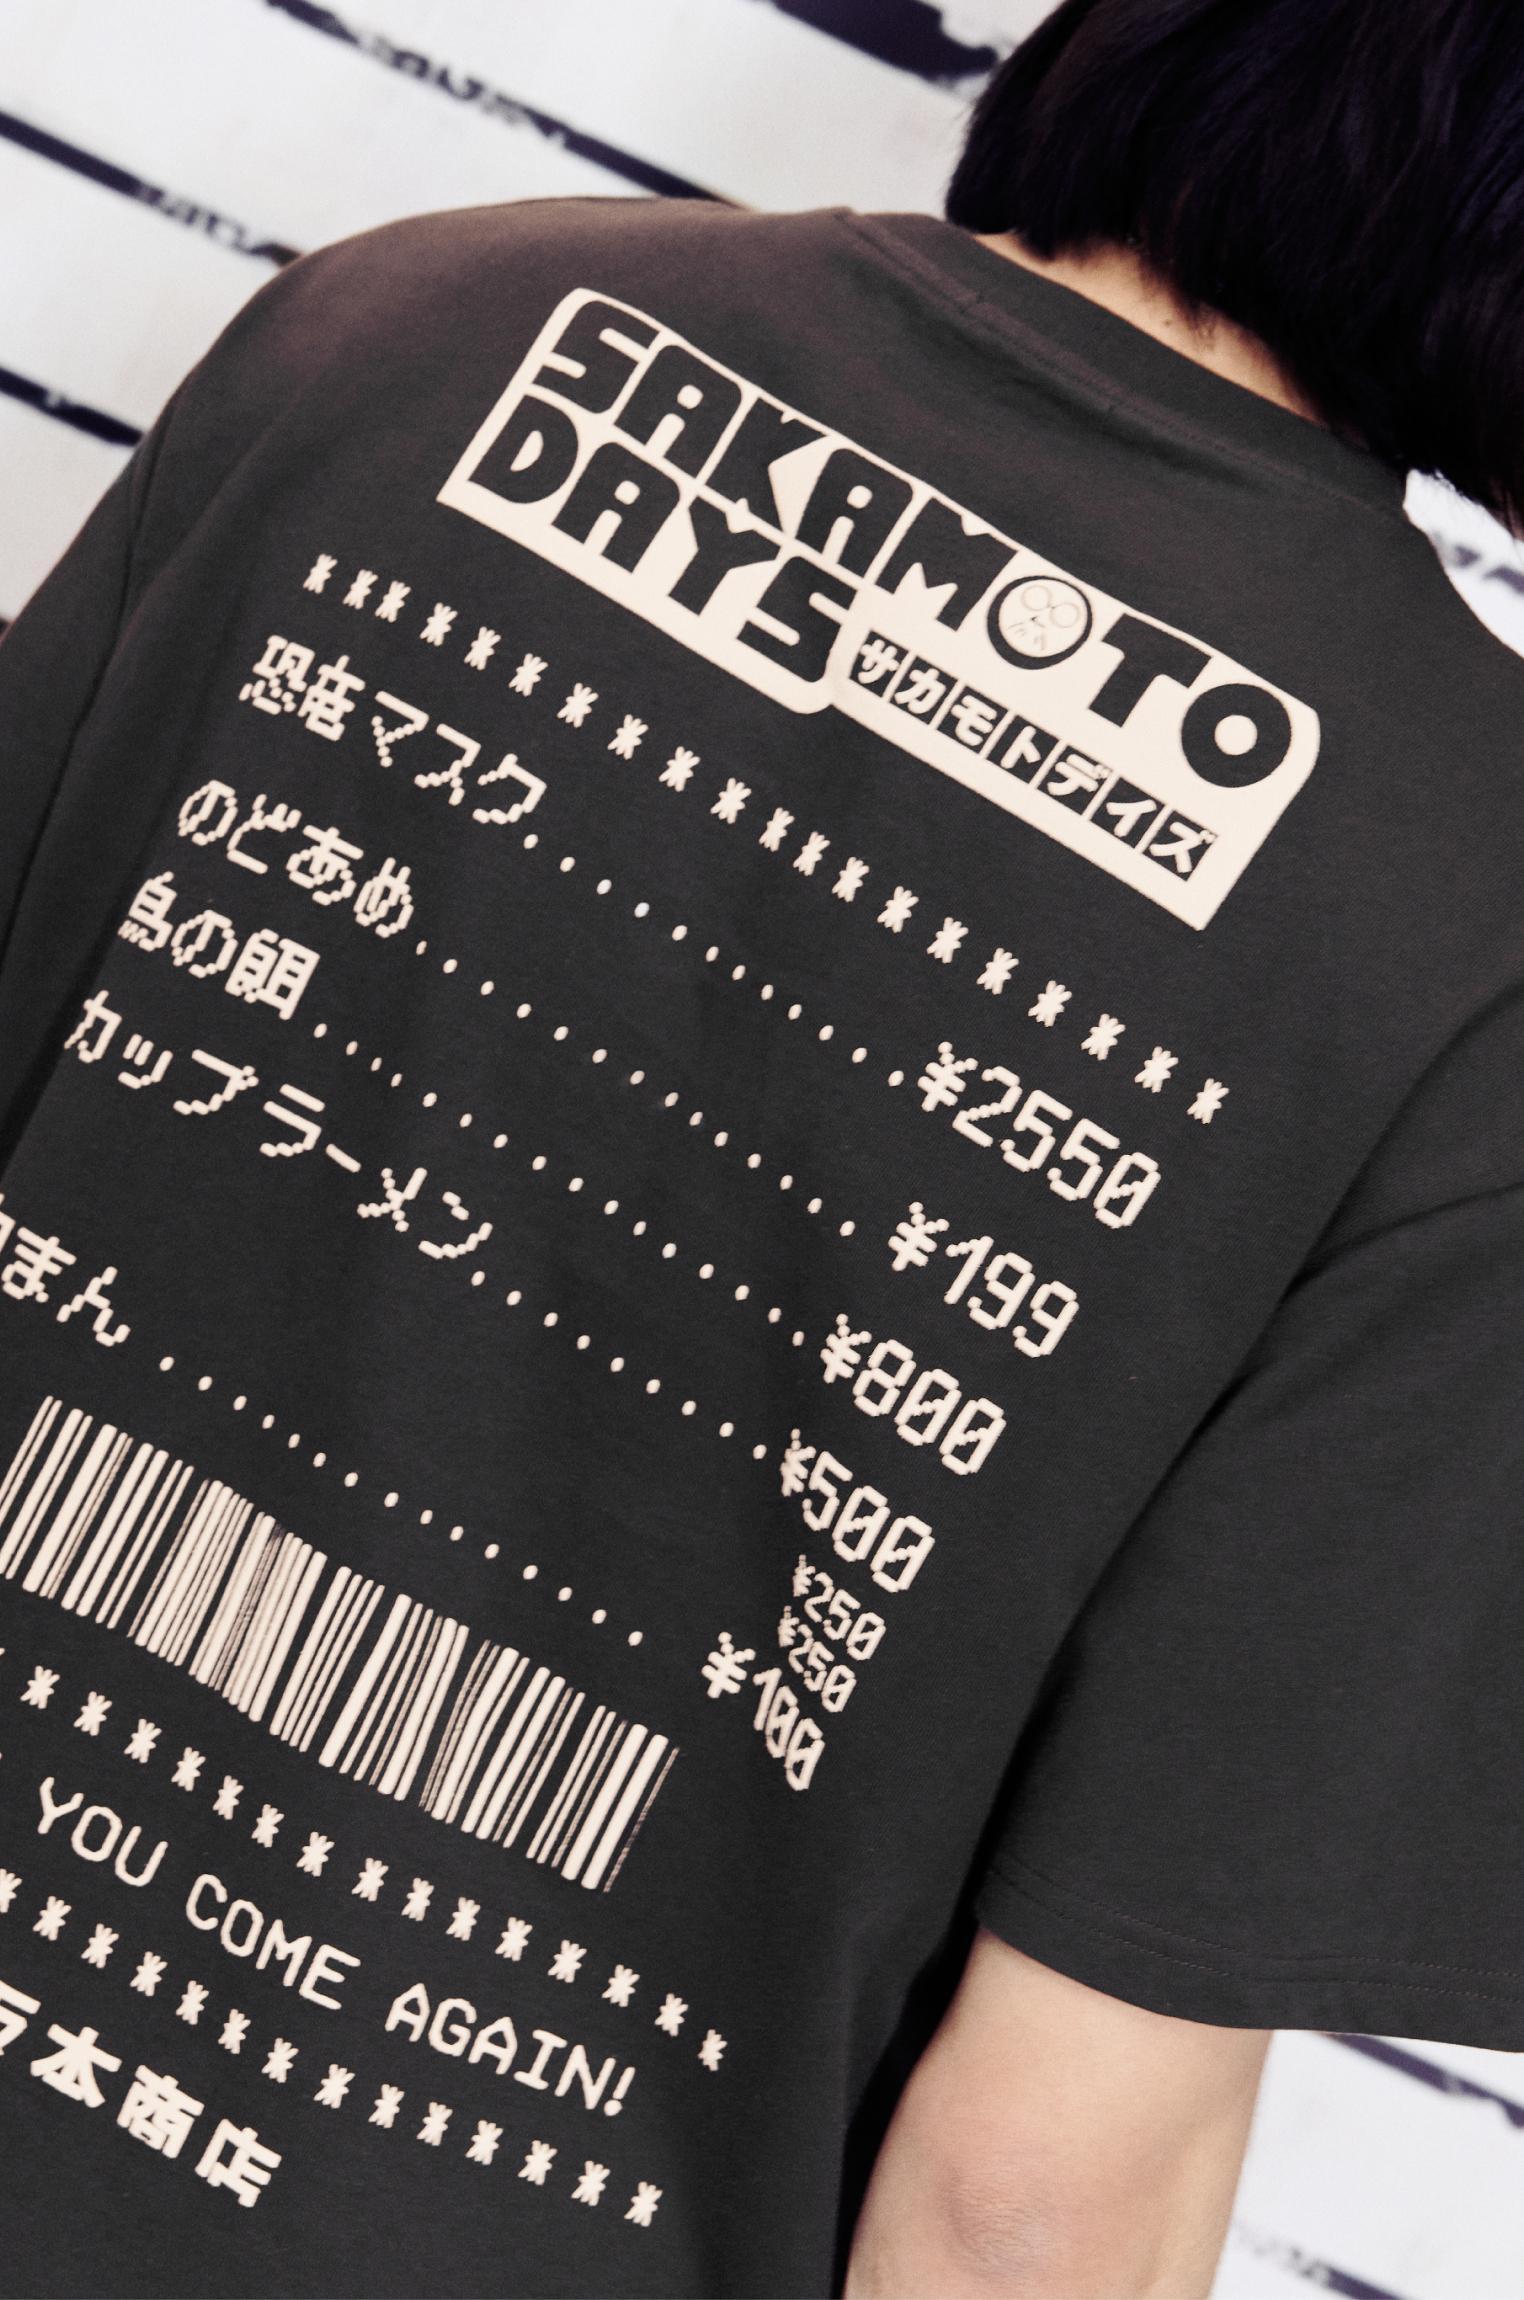 SAKAMOTO
DAYS
サカモトデイズ
* * * * * * * * * * * * * * * * * * * * * *
恐竜マスク.............¥2550
のどあめ.............¥199
鳥の餌.............¥800
カップラーメン.........¥500
¥250
¥250
まん..............¥100
* * * * * * * * * * * * * * *
YOU COME AGAIN!
* * * * * * * * * * * * * *
本商店